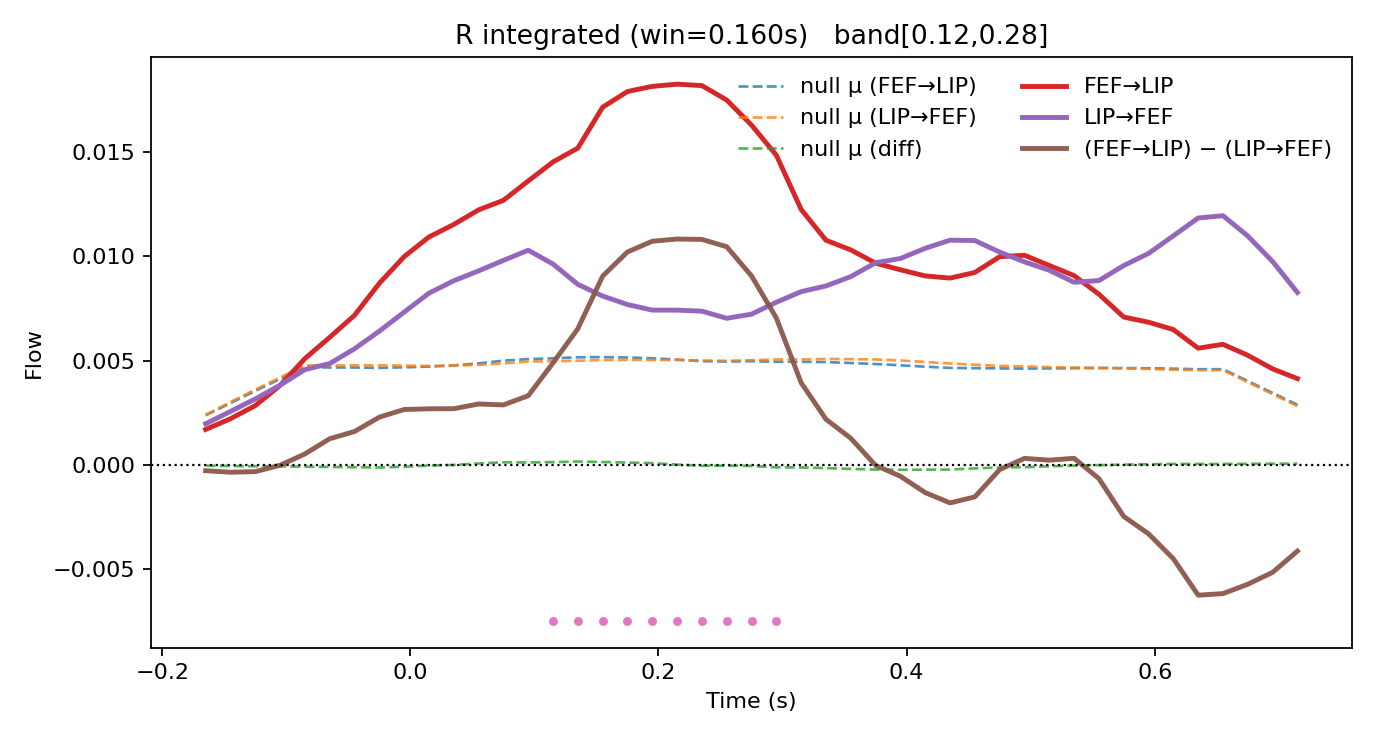 R integrated (win=0.160s)   band[0.12,0.28]
null μ (FEF→LIP)
null μ (LIP→FEF)
null μ (diff)
FEF→LIP
LIP→FEF
(FEF→LIP) − (LIP→FEF)
0.015
0.010
0.005
0.000
−0.005
Flow
−0.2
0.0
0.2
0.4
0.6
Time (s)